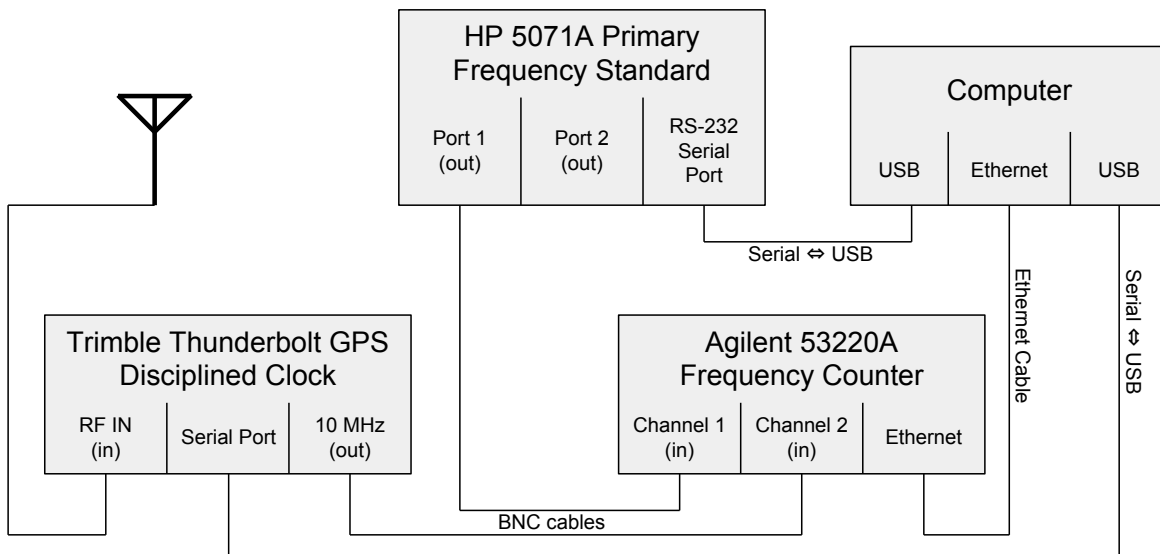 HP 5071A Primary
Frequency Standard
Port 1
(out)
Port 2
(out)
RS-232
Serial
Port
Computer
USB
Ethernet
USB
Serial ⇔ USB
Ethernet Cable
Serial ⇔ USB
Trimble Thunderbolt GPS
Disciplined Clock
RF IN
(in)
Serial Port
10 MHz
(out)
Agilent 53220A
Frequency Counter
Channel 1
(in)
Channel 2
(in)
Ethernet
BNC cables